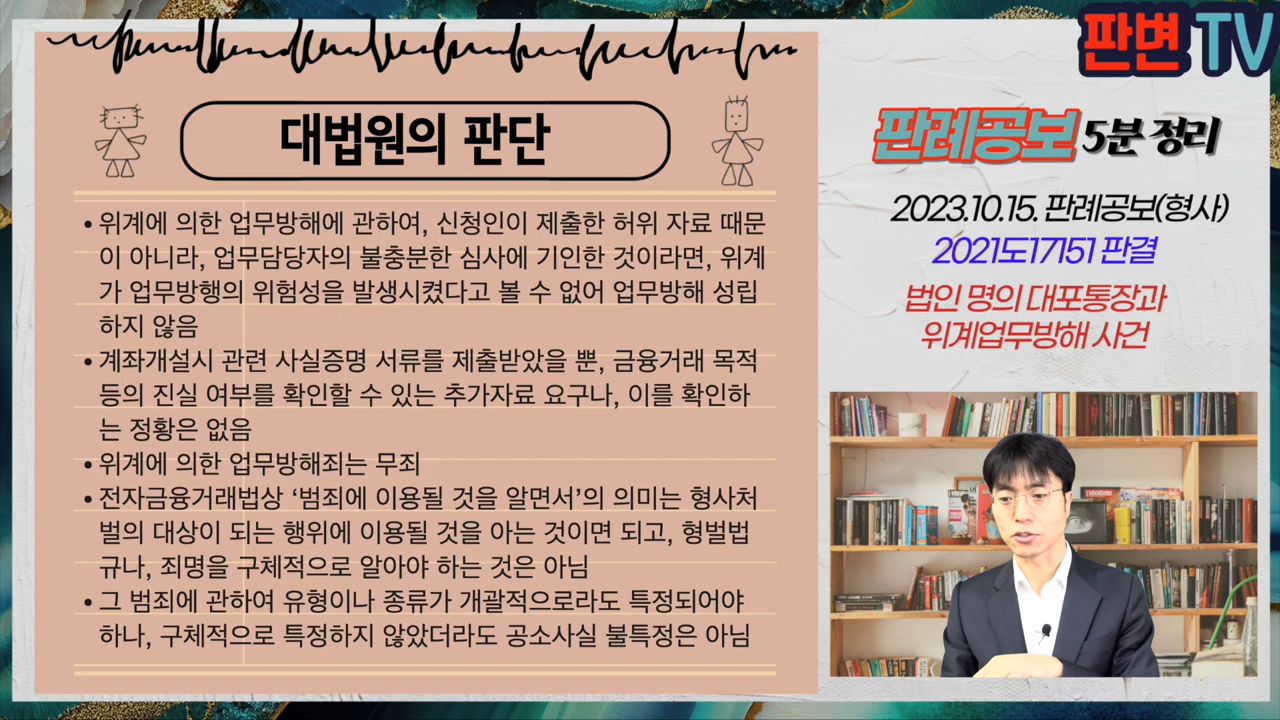 대법원의 판단
• 위계에 의한 업무방해에 관하여, 신청인이 제출한 허위 자료 때문
이 아니라, 업무담당자의 불충분한 심사에 기인한 것이라면, 위계
가 업무방행의 위험성을 발생시켰다고 볼 수 없어 업무방해 성립
하지 않음
• 계좌개설시 관련 사실증명 서류를 제출받았을 뿐, 금융거래 목적
등의 진실 여부를 확인할 수 있는 추가자료 요구나, 이를 확인하
는 정황은 없음
• 위계에 의한 업무방해죄는 무죄
• 전자금융거래법상 ‘범죄에 이용될 것을 알면서’의 의미는 형사처
벌의 대상이 되는 행위에 이용될 것을 아는 것이면 되고, 형벌법
규나, 죄명을 구체적으로 알아야 하는 것은 아님
• 그 범죄에 관하여 유형이나 종류가 개괄적으로라도 특정되어야
하나, 구체적으로 특정하지 않았더라도 공소사실 불특정은 아님
판변 TV
판례공보 5분 정리
2023.10.15. 판례공보(형사)
2021도17151 판결
법인 명의 대포통장과
위계업무방해 사건